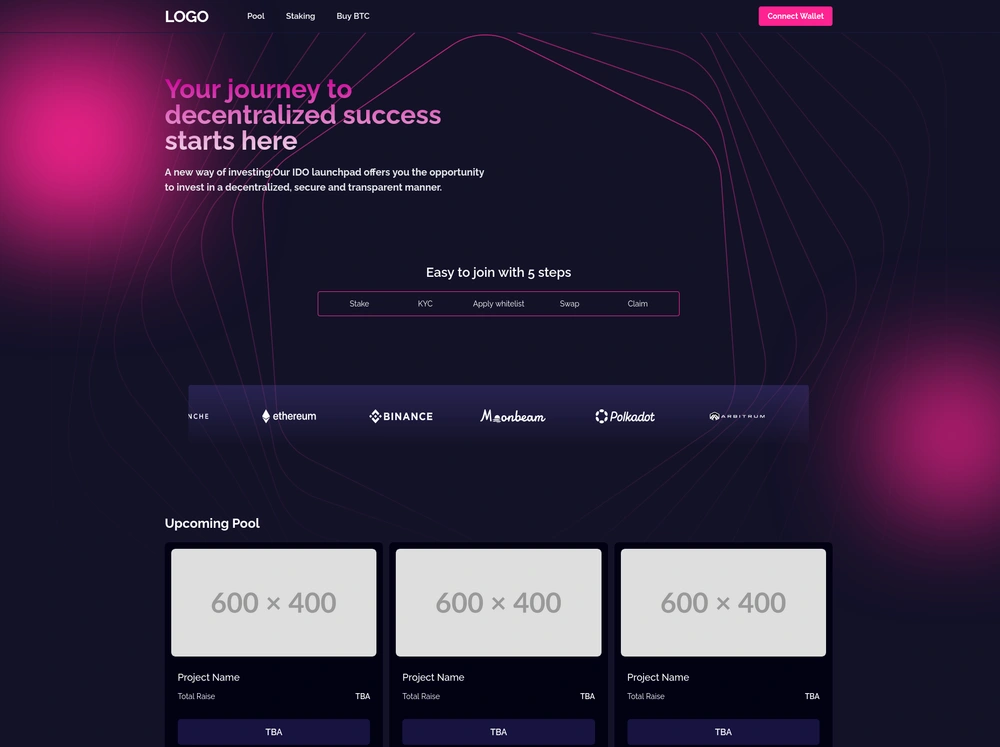 LOGO Pool Staking Buy BTC Connect Wallet
Your journey to
decentralized success
starts here
A new way of investing:Our IDO launchpad offers you the opportunity
to invest in a decentralized, secure and transparent manner.
Easy to join with 5 steps
Stake KYC Apply whitelist Swap Claim
NCHE ethereum BINANCE Moonbeam Polkadot ARBITRUM
Upcoming Pool
600 × 400 600 × 400 600 × 400
Project Name Project Name Project Name
Total Raise TBA Total Raise TBA Total Raise TBA
TBA TBA TBA